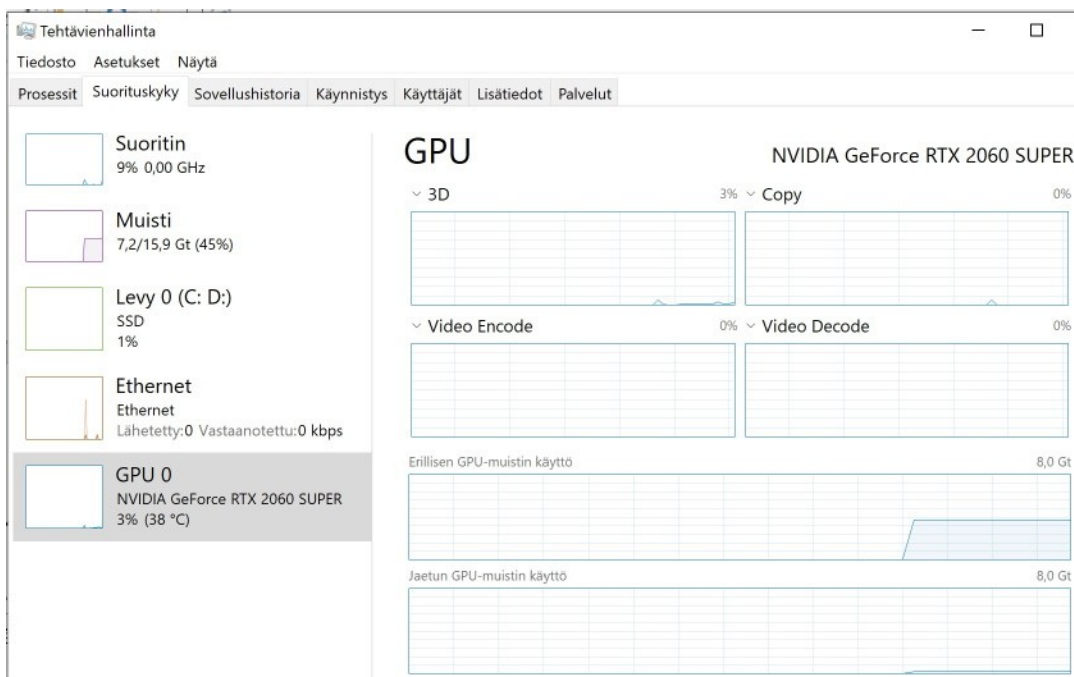 Tehtävienhallinta
Tiedosto Asetukset Näytä
Prosessit Suorituskyky Sovellushistoria Käynnistys Käyttäjät Lisätiedot Palvelut
Suoritin
9% 0,00 GHz
Muisti
7,2/15,9 Gt (45%)
Levy 0 (C: D:)
SSD
1%
Ethernet
Ethernet
Lähetetty:0 Vastaanotettu:0 kbps
GPU 0
NVIDIA GeForce RTX 2060 SUPER
3% (38 °C)
GPU NVIDIA GeForce RTX 2060 SUPER
3D 3% Copy 0%
Video Encode 0% Video Decode 0%
Erillisen GPU-muistin käyttö 8,0 Gt
Jaetun GPU-muistin käyttö 8,0 Gt